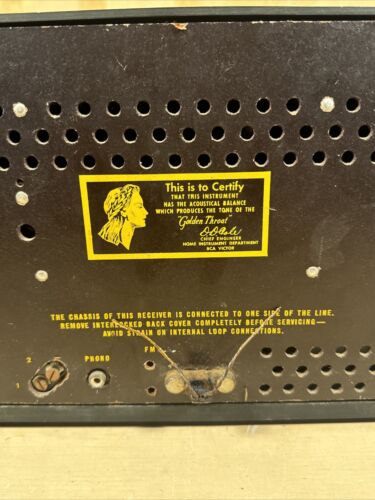 This is to Certify
THAT THIS INSTRUMENT
HAS THE ACOUSTICAL BALANCE
WHICH PRODUCES THE TONE OF THE
"Golden Throat"
CHIEF ENGINEER
HOME INSTRUMENT DEPARTMENT
RCA VICTOR
THE CHASSIS OF THIS RECEIVER IS CONNECTED TO ONE SIDE OF THE LINE.
REMOVE INTERLOCKED BACK COVER COMPLETELY BEFORE SERVICING—
AVOID STRAIN ON INTERNAL LOOP CONNECTIONS.
2 PHONO FM
1